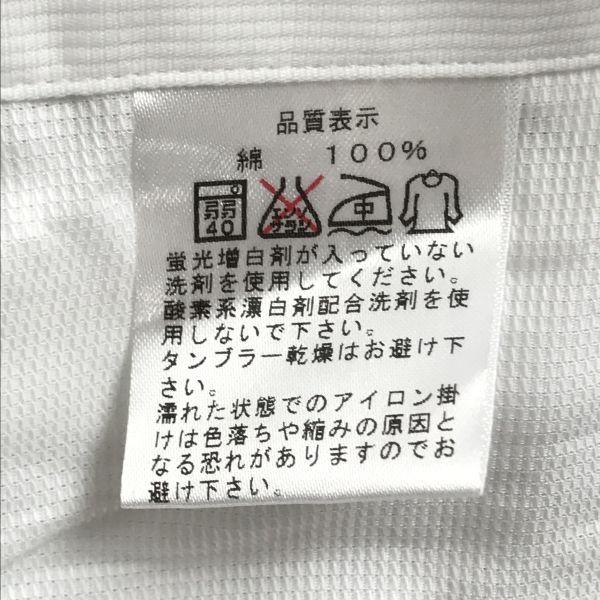 品質表示
綿 100%
弱弱 40 エンソ サラシ 中
蛍光増白剤が入っていない
洗剤を使用してください。
酸素系漂白剤配合洗剤を使
用しないで下さい。
タンブラー乾燥はお避け下
さい。
濡れた状態でのアイロン掛
けは色落ちや縮みの原因と
なる恐れがありますのでお
避け下さい。